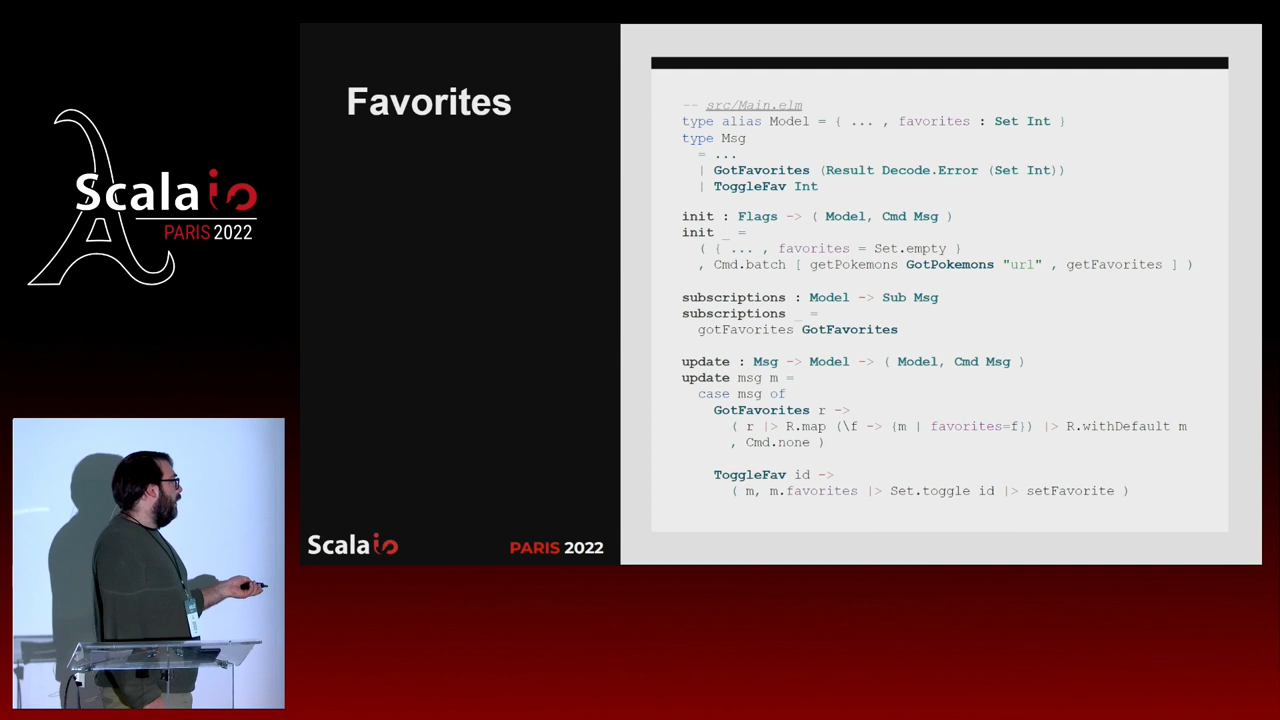 Scala io
PARIS 2022
Favorites
-- src/Main.elm
type alias Model = { ... , favorites : Set Int }
type Msg
  = ...
  | GotFavorites (Result Decode.Error (Set Int))
  | ToggleFav Int
init : Flags -> ( Model, Cmd Msg )
init _ =
  ( { ... , favorites = Set.empty }
  , Cmd.batch [ getPokemons GotPokemons "url" , getFavorites ] )
subscriptions : Model -> Sub Msg
subscriptions _ =
  gotFavorites GotFavorites
update : Msg -> Model -> ( Model, Cmd Msg )
update msg m =
  case msg of
    GotFavorites r ->
      ( r |> R.map (\f -> {m | favorites=f}) |> R.withDefault m
      , Cmd.none )
    ToggleFav id ->
      ( m, m.favorites |> Set.toggle id |> setFavorite )
Scala io
PARIS 2022